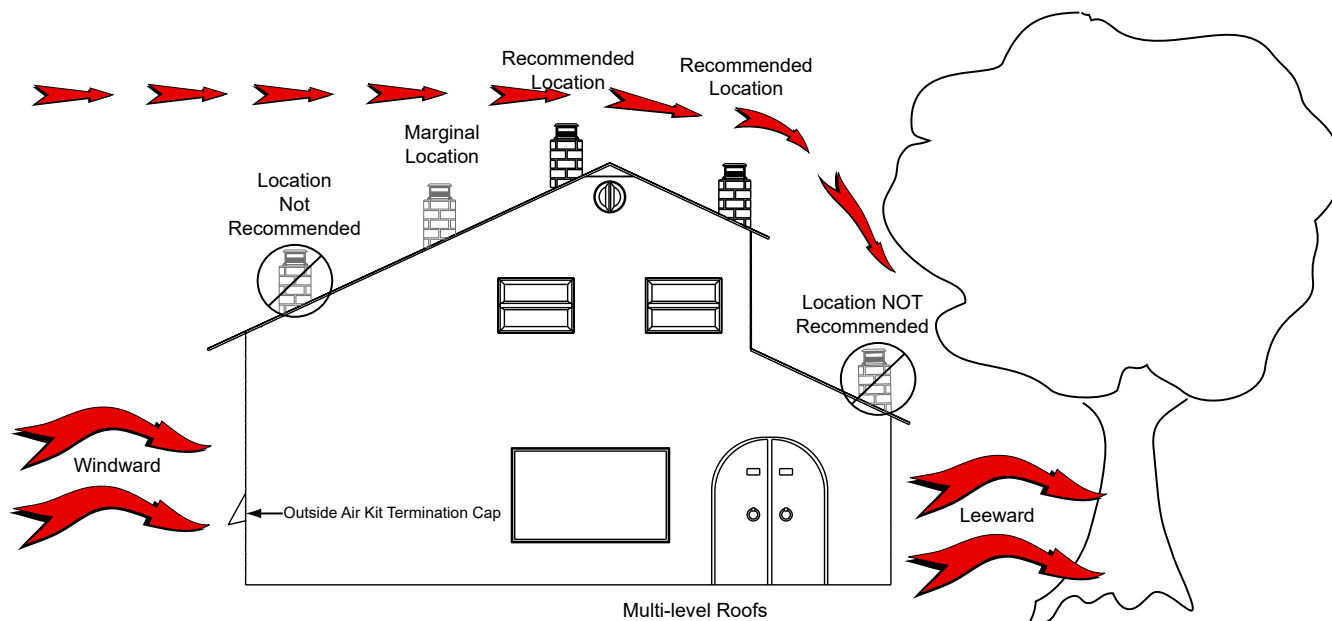 Recommended
Location
Recommended
Location
Marginal
Location
Location
Not
Recommended
Location NOT
Recommended
Windward
Outside Air Kit Termination Cap
Leeward
Multi-level Roofs